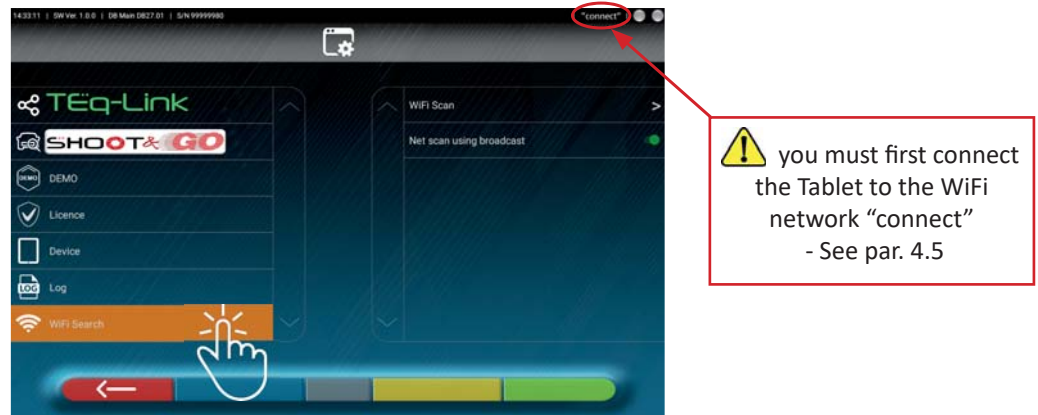 14:33:11 | SW Ver. 1.0.0 | DB Main DB27.01 | S/N 99999980
"connect"
TEq-Link
SHOOT& GO
DEMO
DEMO
Licence
Device
LOG
Log
WiFi Search
WiFi Scan
>
Net scan using broadcast
you must first connect
the Tablet to the WiFi
network “connect”
- See par. 4.5